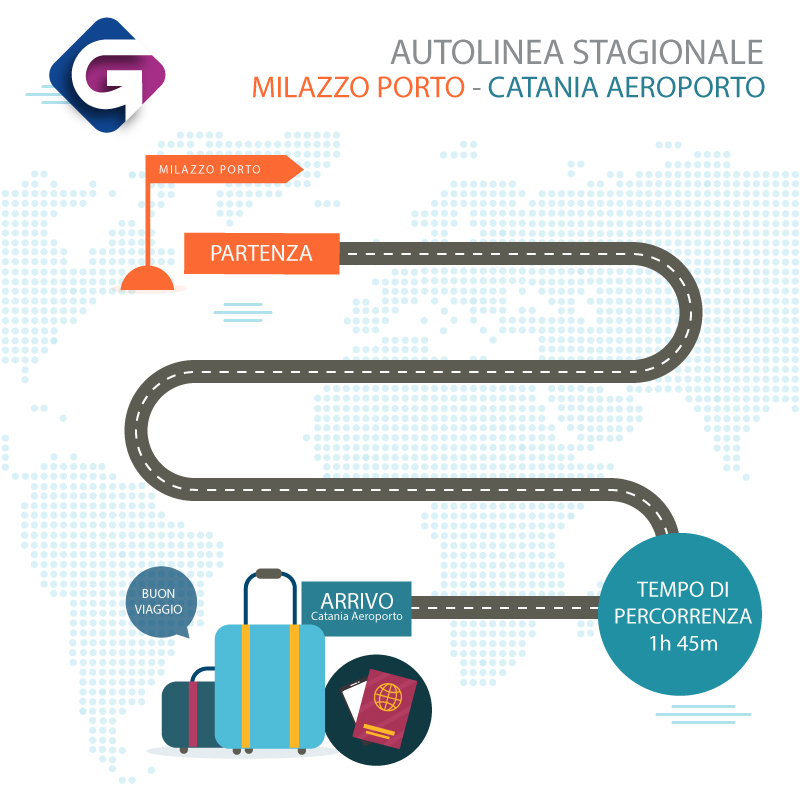 G
AUTOLINEA STAGIONALE
MILAZZO PORTO - CATANIA AEROPORTO
MILAZZO PORTO
PARTENZA
TEMPO DI
PERCORRENZA
1h 45m
ARRIVO
Catania Aeroporto
BUON
VIAGGIO